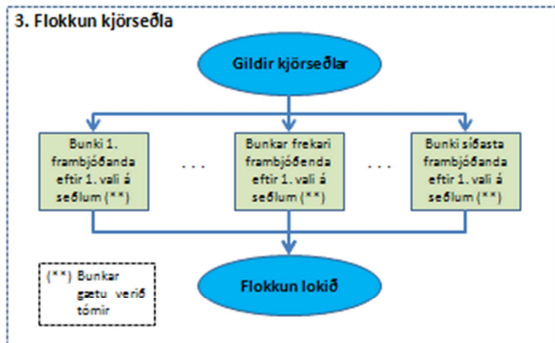 3. Flokkun kjörseðla
Gildir kjörseðlar
Bunki 1.
frambjóðanda
eftir 1. vali á
seðlum (**)
. . .
Bunkar frekari
frambjóðenda
eftir 1. vali á
seðlum (**)
. . .
Bunki síðasta
frambjóðanda
eftir 1. vali á
seðlum (**)
(**) Bunkar
gætu verið
tómir
Flokkun lokið